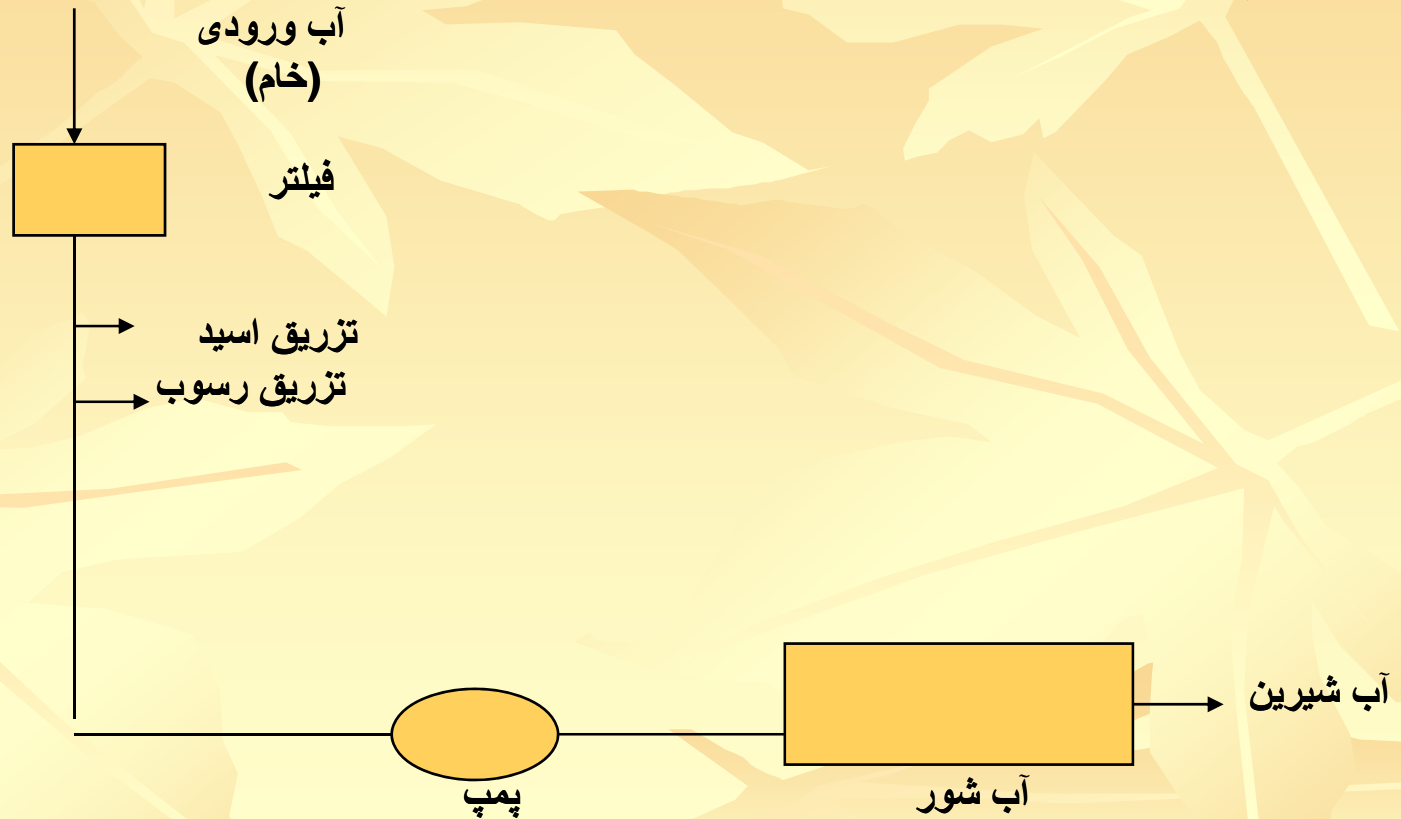 آب ورودی
(خام)
فیلتر
تزریق اسید
تزریق رسوب
آب شیرین
پمپ
آب شور